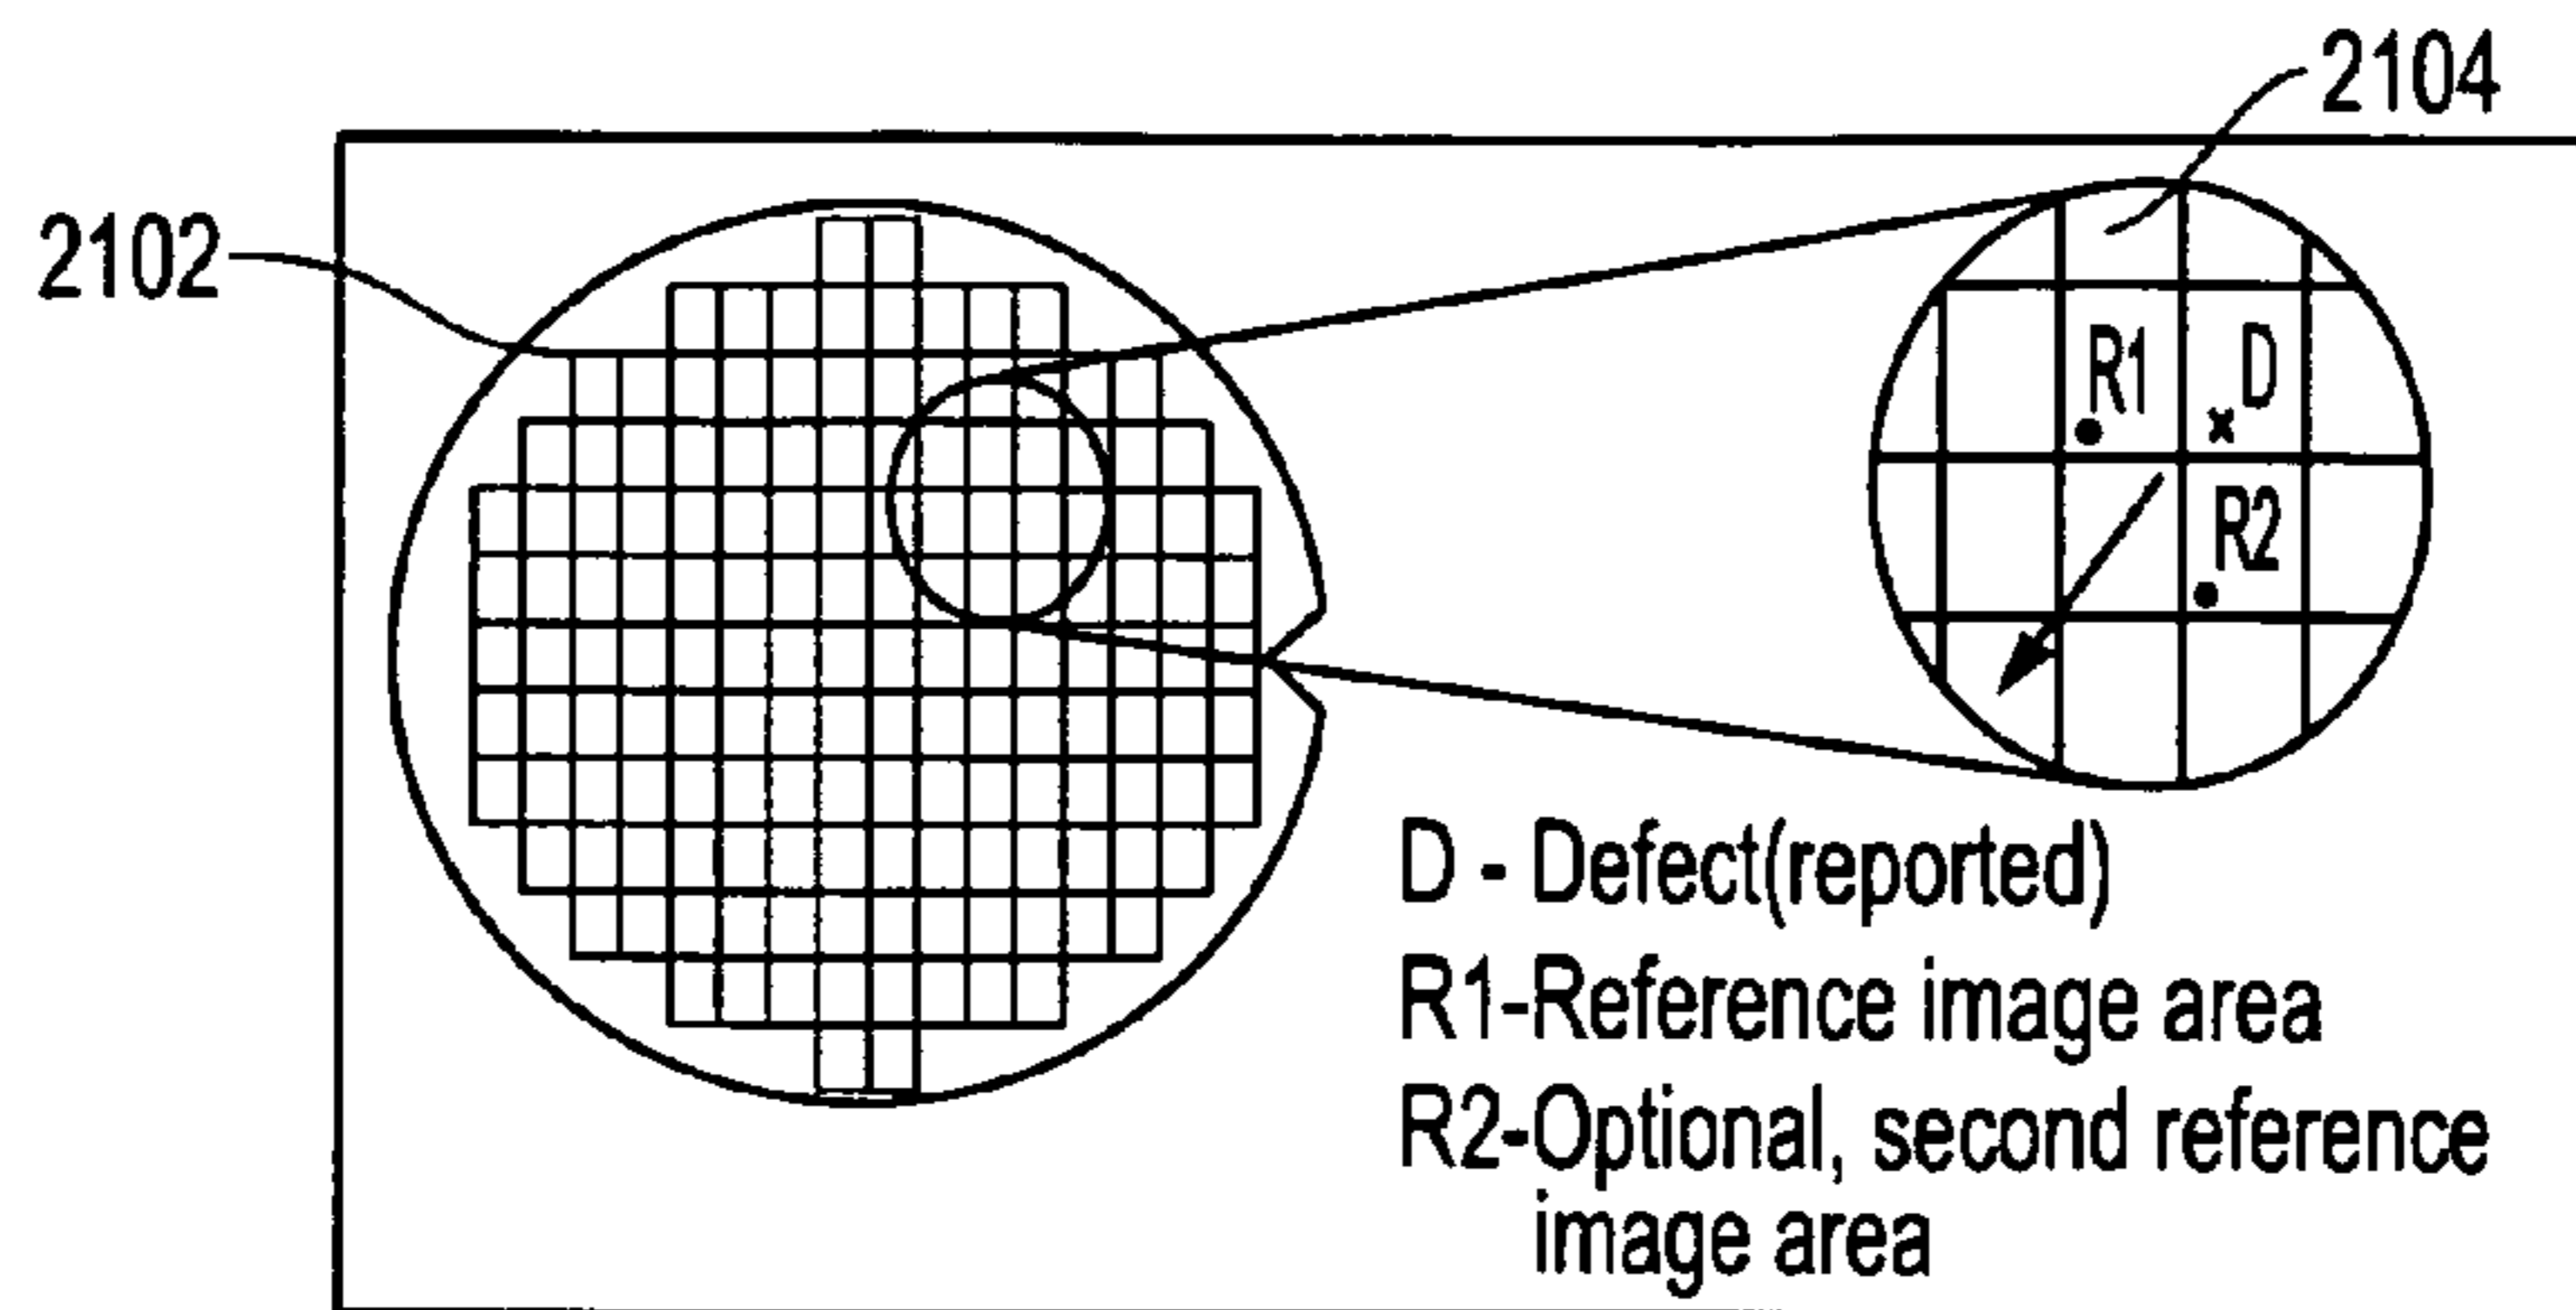 2104
2102
R1
D
R2
D - Defect(reported)
R1-Reference image area
R2-Optional, second reference
image area